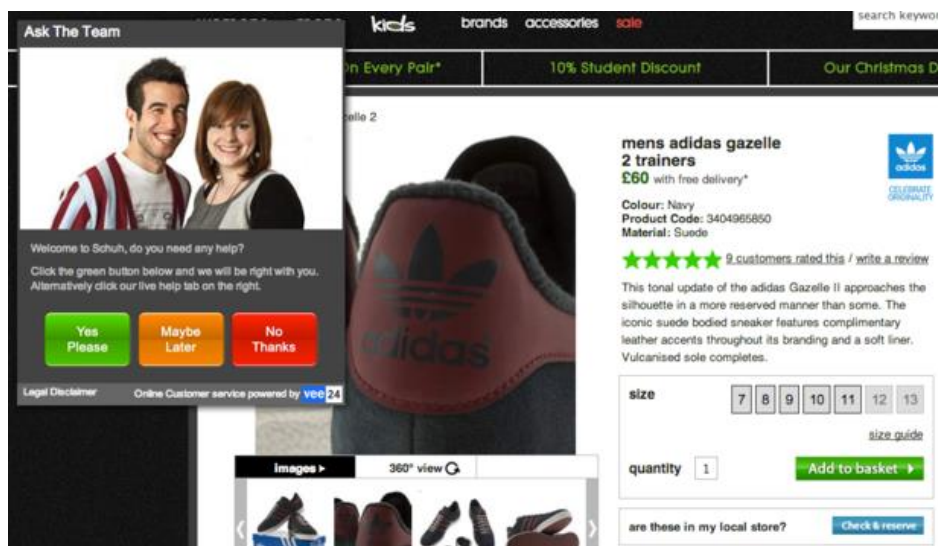 Ask The Team
kids
brands accessories sale
search keywor
n Every Pair*
10% Student Discount
Our Christmas D
elle 2
Welcome to Schuh, do you need any help?
Click the green button below and we will be right with you.
Alternatively click our live help tab on the right.
Yes
Please
Maybe
Later
No
Thanks
Legal Disclaimer
Online Customer service powered by vee24
adidas
images
360° view
mens adidas gazelle
2 trainers
£60 with free delivery*
adidas
CELEBRATE
ORIGINALITY
Colour: Navy
Product Code: 3404965850
Material: Suede
9 customers rated this / write a review
This tonal update of the adidas Gazelle II approaches the
silhouette in a more reserved manner than some. The
iconic suede bodied sneaker features complimentary
leather accents throughout its branding and a soft liner.
Vulcanised sole completes.
size 7 8 9 10 11 12 13
size guide
quantity 1 Add to basket
are these in my local store? Check & reserve